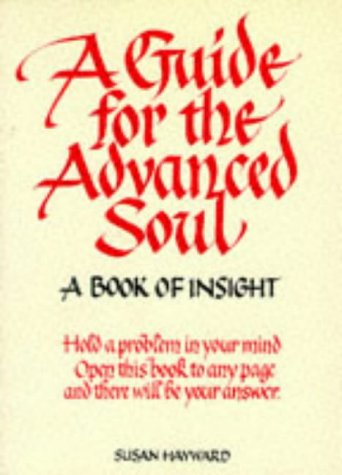 A Guide
for the
Advanced
Soul
A BOOK OF INSIGHT
Hold a problem in your mind
Open this book to any page
and there will be your answer.
SUSAN HAYWARD